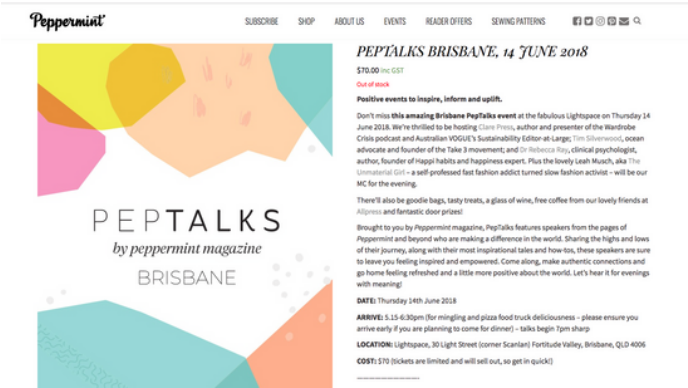 Peppermint
SUBSCRIBE SHOP ABOUT US EVENTS READER OFFERS SEWING PATTERNS
PEPTALKS BRISBANE, 14 JUNE 2018
$70.00 inc GST
Out of stock
Positive events to inspire, inform and uplift.
Don't miss this amazing Brisbane PepTalks event at the fabulous Lightspace on Thursday 14
June 2018. We're thrilled to be hosting Clare Press, author and presenter of the Wardrobe
Crisis podcast and Australian VOGUE's Sustainability Editor-at-Large; Tim Silverwood, ocean
advocate and founder of the Take 3 movement; and Dr Rebecca Ray, clinical psychologist,
author, founder of Happi habits and happiness expert. Plus the lovely Leah Musch, aka The
Unmaterial Girl – a self-professed fast fashion addict turned slow fashion activist – will be our
MC for the evening.
There'll also be goodie bags, tasty treats, a glass of wine, free coffee from our lovely friends at
Allpress and fantastic door prizes!
Brought to you by Peppermint magazine, PepTalks features speakers from the pages of
Peppermint and beyond who are making a difference in the world. Sharing the highs and lows
of their journey, along with their most inspirational tales and how-tos, these speakers are sure
to leave you feeling inspired and empowered. Come along, make authentic connections and
go home feeling refreshed and a little more positive about the world. Let's hear it for evenings
with meaning!
DATE: Thursday 14th June 2018
ARRIVE: 5.15-6:30pm (for mingling and pizza food truck deliciousness – please ensure you
arrive early if you are planning to come for dinner) – talks begin 7pm sharp
LOCATION: Lightspace, 30 Light Street (corner Scanlan) Fortitude Valley, Brisbane, QLD 4006
COST: $70 (tickets are limited and will sell out, so get in quick!)
PEPTALKS
by peppermint magazine
BRISBANE